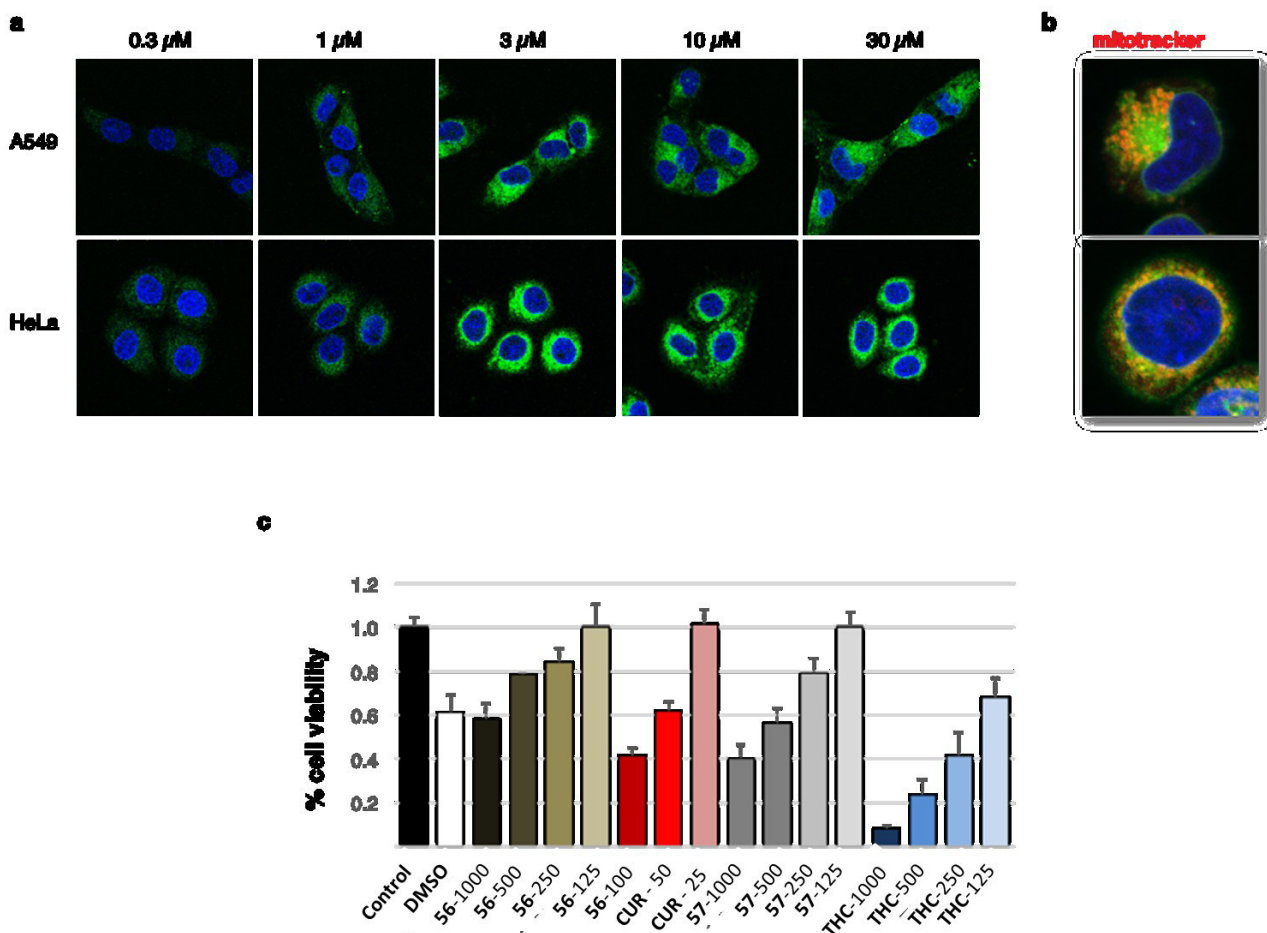 a
0.3 µM 1 µM 3 µM 10 µM 30 µM
A549
HeLa
b
mitotracker
c
% cell viability
1.2
1.0
0.8
0.6
0.4
0.2
Control
DMSO
56-1000
56-500
56-250
56-125
56-100
CUR - 50
CUR - 25
57-1000
57-500
57-250
57-125
THC-1000
THC-500
THC-250
THC-125